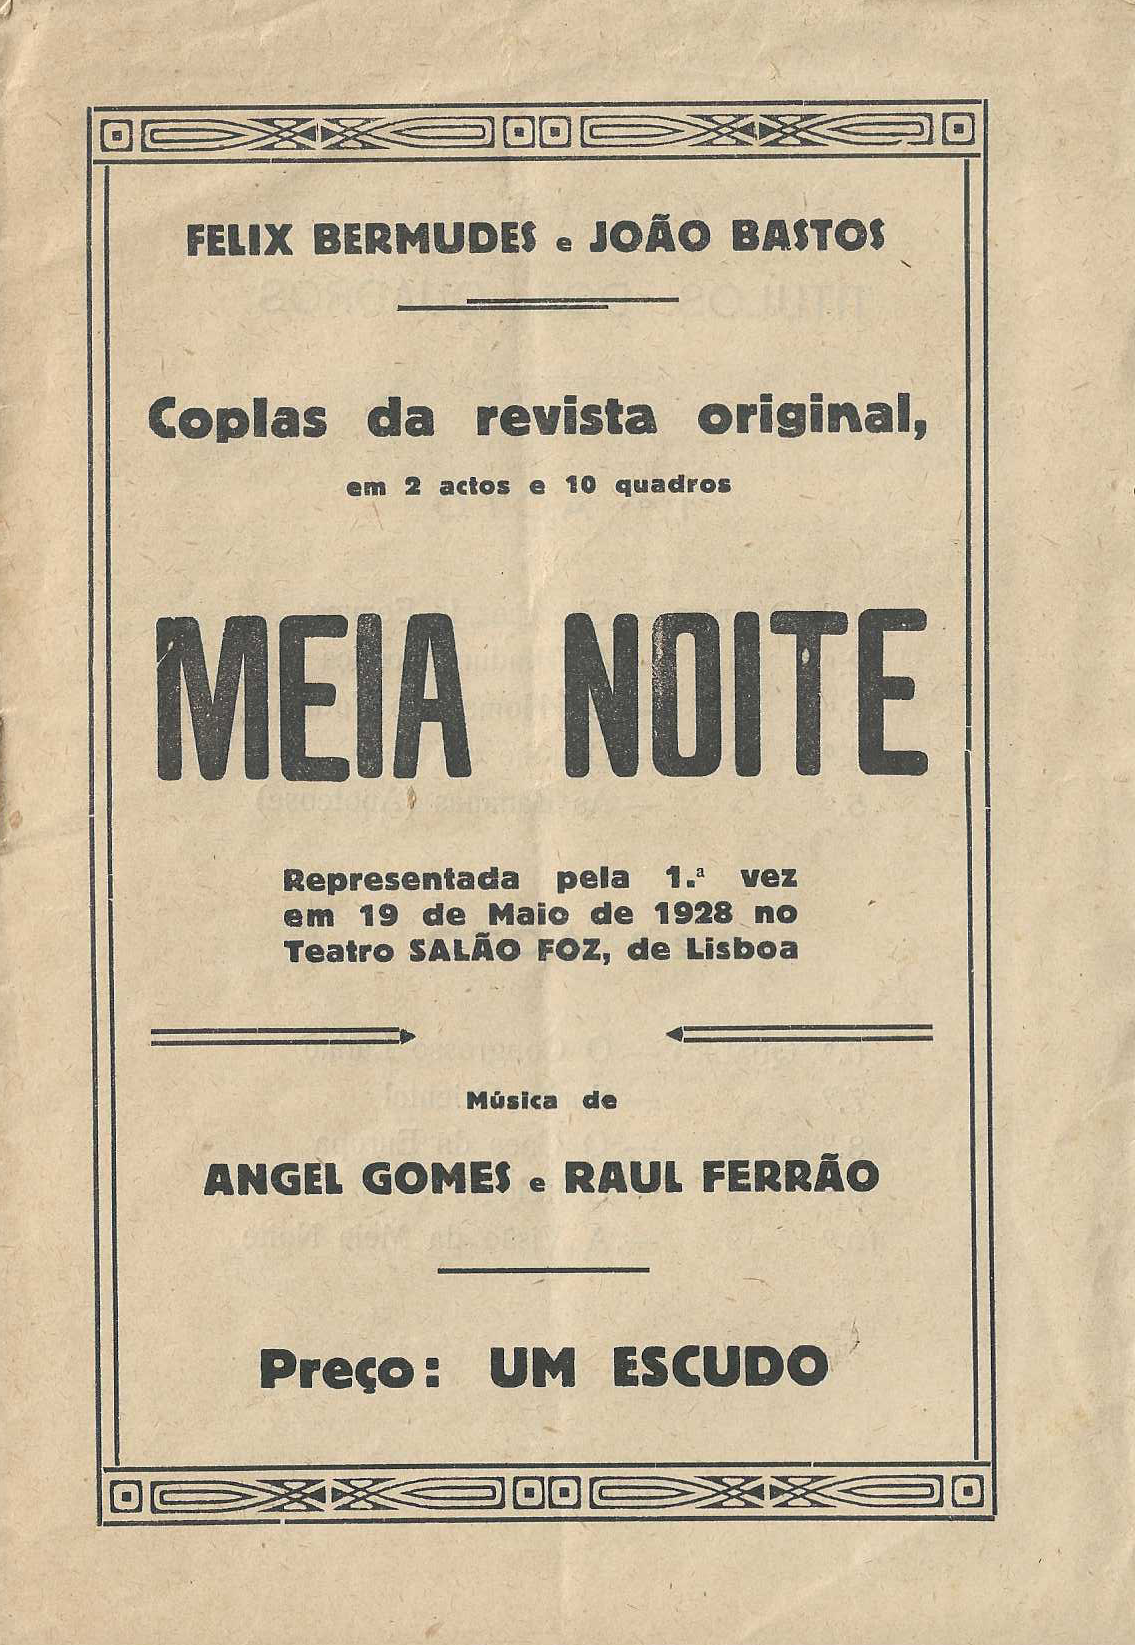 FELIX BERMUDES e JOÃO BASTOS
Coplas da revista original,
em 2 actos e 10 quadros
MEIA NOITE
Representada pela 1.ª vez
em 19 de Maio de 1928 no
Teatro SALÃO FOZ, de Lisboa
Música de
ANGEL GOMES e RAUL FERRÃO
Preço: UM ESCUDO